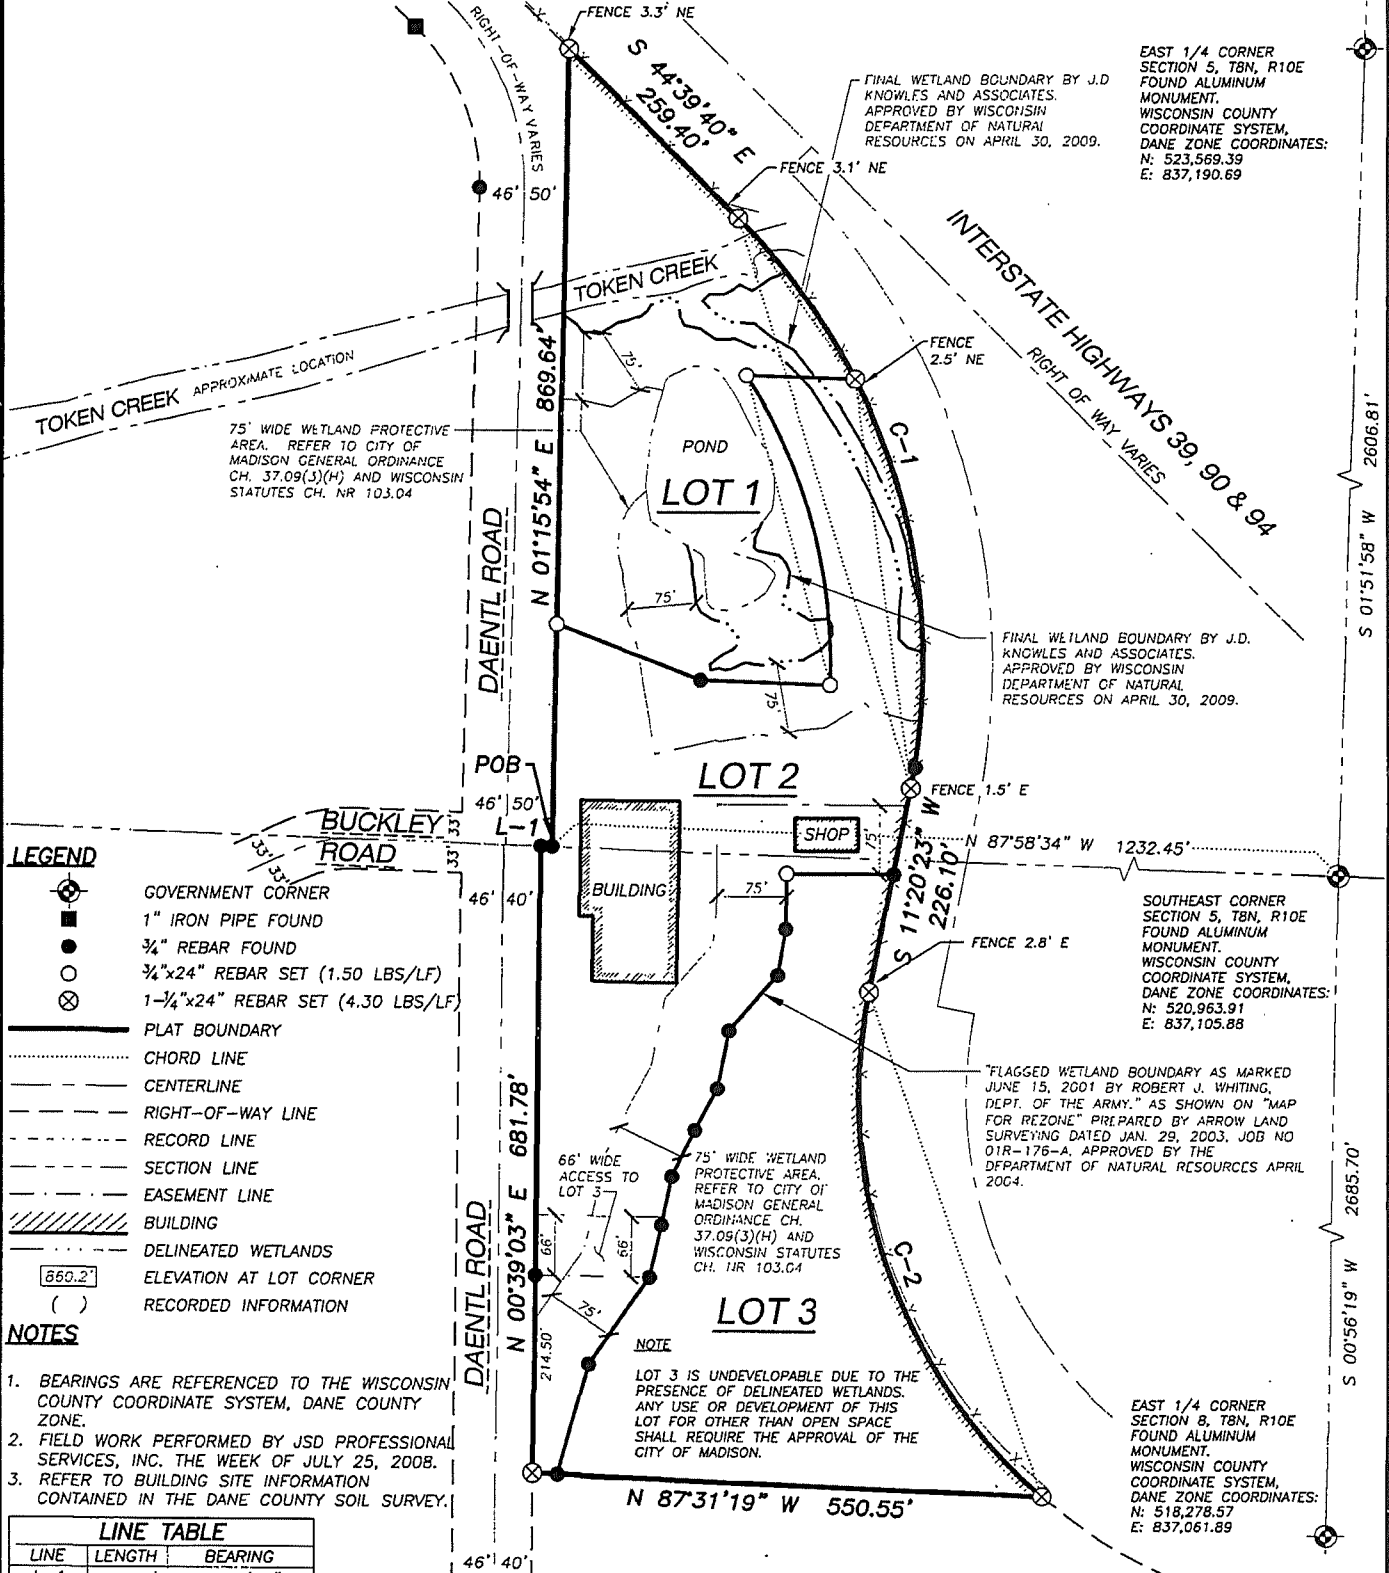 FENCE 3.3' NE
RIGHT-OF-WAY VARIES
S 44°39'40" E
259.40'
FINAL WETLAND BOUNDARY BY J.D
KNOWLES AND ASSOCIATES.
APPROVED BY WISCONSIN
DEPARTMENT OF NATURAL
RESOURCES ON APRIL 30, 2009.
EAST 1/4 CORNER
SECTION 5, T8N, R10E
FOUND ALUMINUM
MONUMENT.
WISCONSIN COUNTY
COORDINATE SYSTEM,
DANE ZONE COORDINATES:
N: 523,569.39
E: 837,190.69
FENCE 3.1' NE
46' 50'
INTERSTATE HIGHWAYS 39, 90 & 94
RIGHT OF WAY VARIES
TOKEN CREEK
FENCE
2.5' NE
TOKEN CREEK APPROXIMATE LOCATION
75'
N 01°15'54" E 869.64'
C-1
S 01°51'58" W 2606.81'
75' WIDE WETLAND PROTECTIVE
AREA. REFER TO CITY OF
MADISON GENERAL ORDINANCE
CH. 37.09(3)(H) AND WISCONSIN
STATUTES CH. NR 103.04
POND
LOT 1
DAENTL ROAD
75'
FINAL WETLAND BOUNDARY BY J.D.
KNOWLES AND ASSOCIATES.
APPROVED BY WISCONSIN
DEPARTMENT OF NATURAL
RESOURCES ON APRIL 30, 2009.
75'
POB
LOT 2
FENCE 1.5' E
46' 50'
L-1
BUCKLEY
ROAD
33'
33'
33'
33'
SHOP
75'
N 87°58'34" W 1232.45'
S 11°20'23" W
226.10'
46' 40'
BUILDING
75'
FENCE 2.8' E
SOUTHEAST CORNER
SECTION 5, T8N, R10E
FOUND ALUMINUM
MONUMENT.
WISCONSIN COUNTY
COORDINATE SYSTEM,
DANE ZONE COORDINATES:
N: 520,963.91
E: 837,105.88
LEGEND
GOVERNMENT CORNER
1" IRON PIPE FOUND
¾" REBAR FOUND
¾"x24" REBAR SET (1.50 LBS/LF)
1-¼"x24" REBAR SET (4.30 LBS/LF)
PLAT BOUNDARY
CHORD LINE
CENTERLINE
RIGHT-OF-WAY LINE
RECORD LINE
SECTION LINE
EASEMENT LINE
BUILDING
DELINEATED WETLANDS
860.2' ELEVATION AT LOT CORNER
( ) RECORDED INFORMATION
"FLAGGED WETLAND BOUNDARY AS MARKED
JUNE 15, 2001 BY ROBERT J. WHITING,
DEPT. OF THE ARMY." AS SHOWN ON "MAP
FOR REZONE" PREPARED BY ARROW LAND
SURVEYING DATED JAN. 29, 2003, JOB NO
01R-176-A, APPROVED BY THE
DEPARTMENT OF NATURAL RESOURCES APRIL
2004.
N 00°39'03" E 681.78'
66' WIDE
ACCESS TO
LOT 3
75' WIDE WETLAND
PROTECTIVE AREA.
REFER TO CITY OF
MADISON GENERAL
ORDINANCE CH.
37.09(3)(H) AND
WISCONSIN STATUTES
CH. NR 103.04
66'
66'
75'
214.50'
DAENTL ROAD
C-2
S 00°56'19" W 2685.70'
LOT 3
NOTE
LOT 3 IS UNDEVELOPABLE DUE TO THE
PRESENCE OF DELINEATED WETLANDS.
ANY USE OR DEVELOPMENT OF THIS
LOT FOR OTHER THAN OPEN SPACE
SHALL REQUIRE THE APPROVAL OF THE
CITY OF MADISON.
EAST 1/4 CORNER
SECTION 8, T8N, R10E
FOUND ALUMINUM
MONUMENT.
WISCONSIN COUNTY
COORDINATE SYSTEM,
DANE ZONE COORDINATES:
N: 518,278.57
E: 837,061.89
N 87°31'19" W 550.55'
46' 40'
NOTES
1. BEARINGS ARE REFERENCED TO THE WISCONSIN
COUNTY COORDINATE SYSTEM, DANE COUNTY
ZONE.
2. FIELD WORK PERFORMED BY JSD PROFESSIONAL
SERVICES, INC. THE WEEK OF JULY 25, 2008.
3. REFER TO BUILDING SITE INFORMATION
CONTAINED IN THE DANE COUNTY SOIL SURVEY.
LINE TABLE
LINE LENGTH BEARING